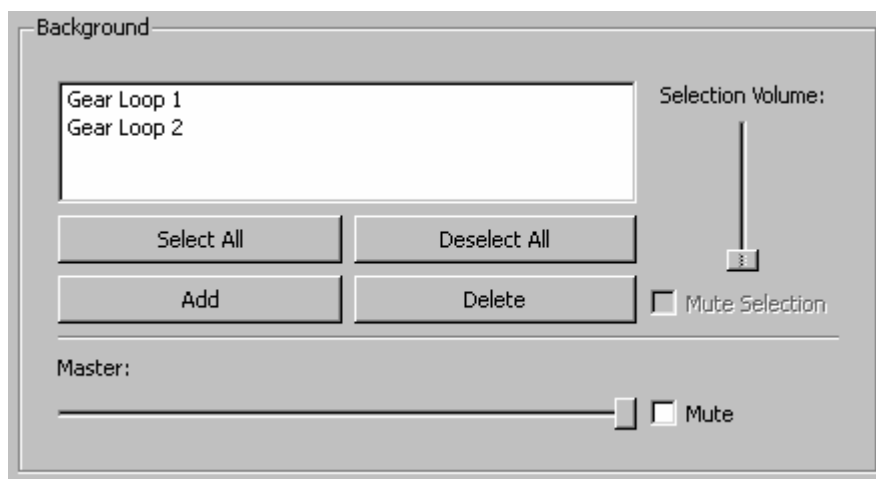 Background
Gear Loop 1
Gear Loop 2
Selection Volume:
Select All
Deselect All
Add
Delete
Mute Selection
Master:
Mute